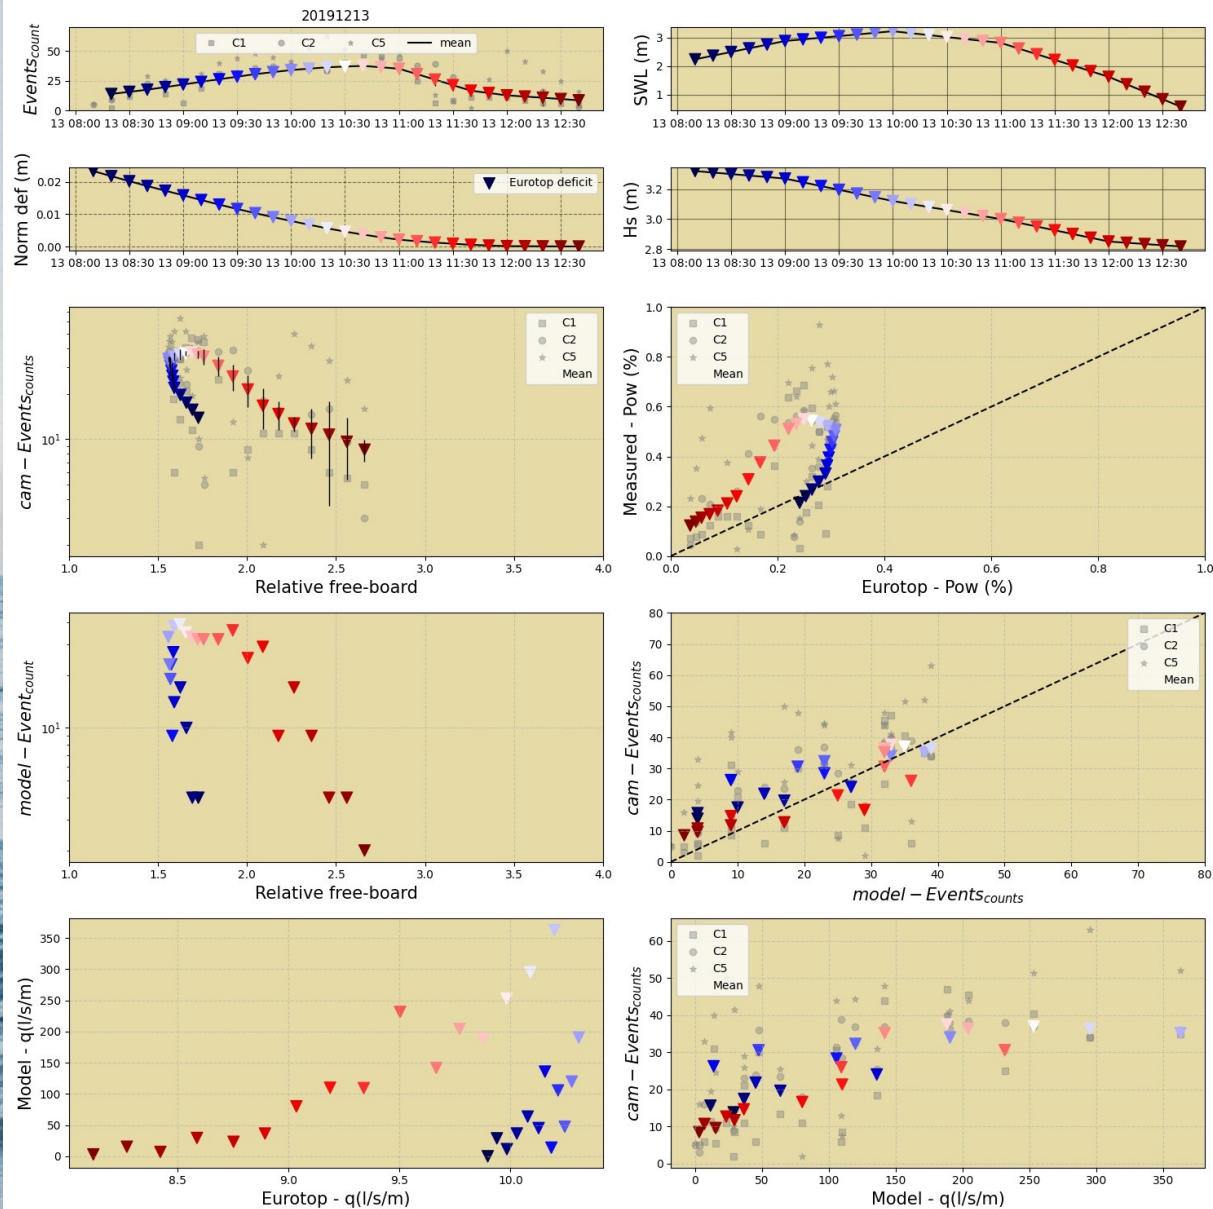 20191213
Events_count
50
25
0
C1 C2 C5 mean
13 08:00 13 08:30 13 09:00 13 09:30 13 10:00 13 10:30 13 11:00 13 11:30 13 12:00 13 12:30
SWL (m)
3
2
1
13 08:00 13 08:30 13 09:00 13 09:30 13 10:00 13 10:30 13 11:00 13 11:30 13 12:00 13 12:30
Norm def (m)
0.02
0.01
0.00
Eurotop deficit
13 08:00 13 08:30 13 09:00 13 09:30 13 10:00 13 10:30 13 11:00 13 11:30 13 12:00 13 12:30
Hs (m)
3.2
3.0
2.8
13 08:00 13 08:30 13 09:00 13 09:30 13 10:00 13 10:30 13 11:00 13 11:30 13 12:00 13 12:30
cam − Events_counts
10^1
C1
C2
C5
Mean
1.0 1.5 2.0 2.5 3.0 3.5 4.0
Relative free-board
Measured - Pow (%)
1.0
0.8
0.6
0.4
0.2
0.0
C1
C2
C5
Mean
0.0 0.2 0.4 0.6 0.8 1.0
Eurotop - Pow (%)
model − Event_count
10^1
1.0 1.5 2.0 2.5 3.0 3.5 4.0
Relative free-board
cam − Events_counts
80
70
60
50
40
30
20
10
0
C1
C2
C5
Mean
0 10 20 30 40 50 60 70 80
model − Events_counts
Model - q(l/s/m)
350
300
250
200
150
100
50
0
8.5 9.0 9.5 10.0
Eurotop - q(l/s/m)
cam − Events_counts
60
50
40
30
20
10
0
C1
C2
C5
Mean
0 50 100 150 200 250 300 350
Model - q(l/s/m)